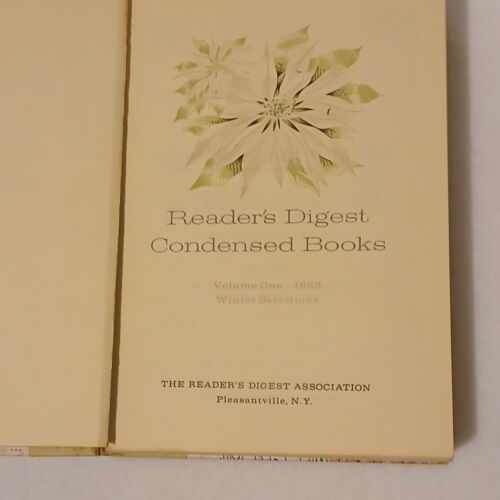 Reader's Digest
Condensed Books
Volume One - 1963
Winter Selections
THE READER'S DIGEST ASSOCIATION
Pleasantville, N.Y.